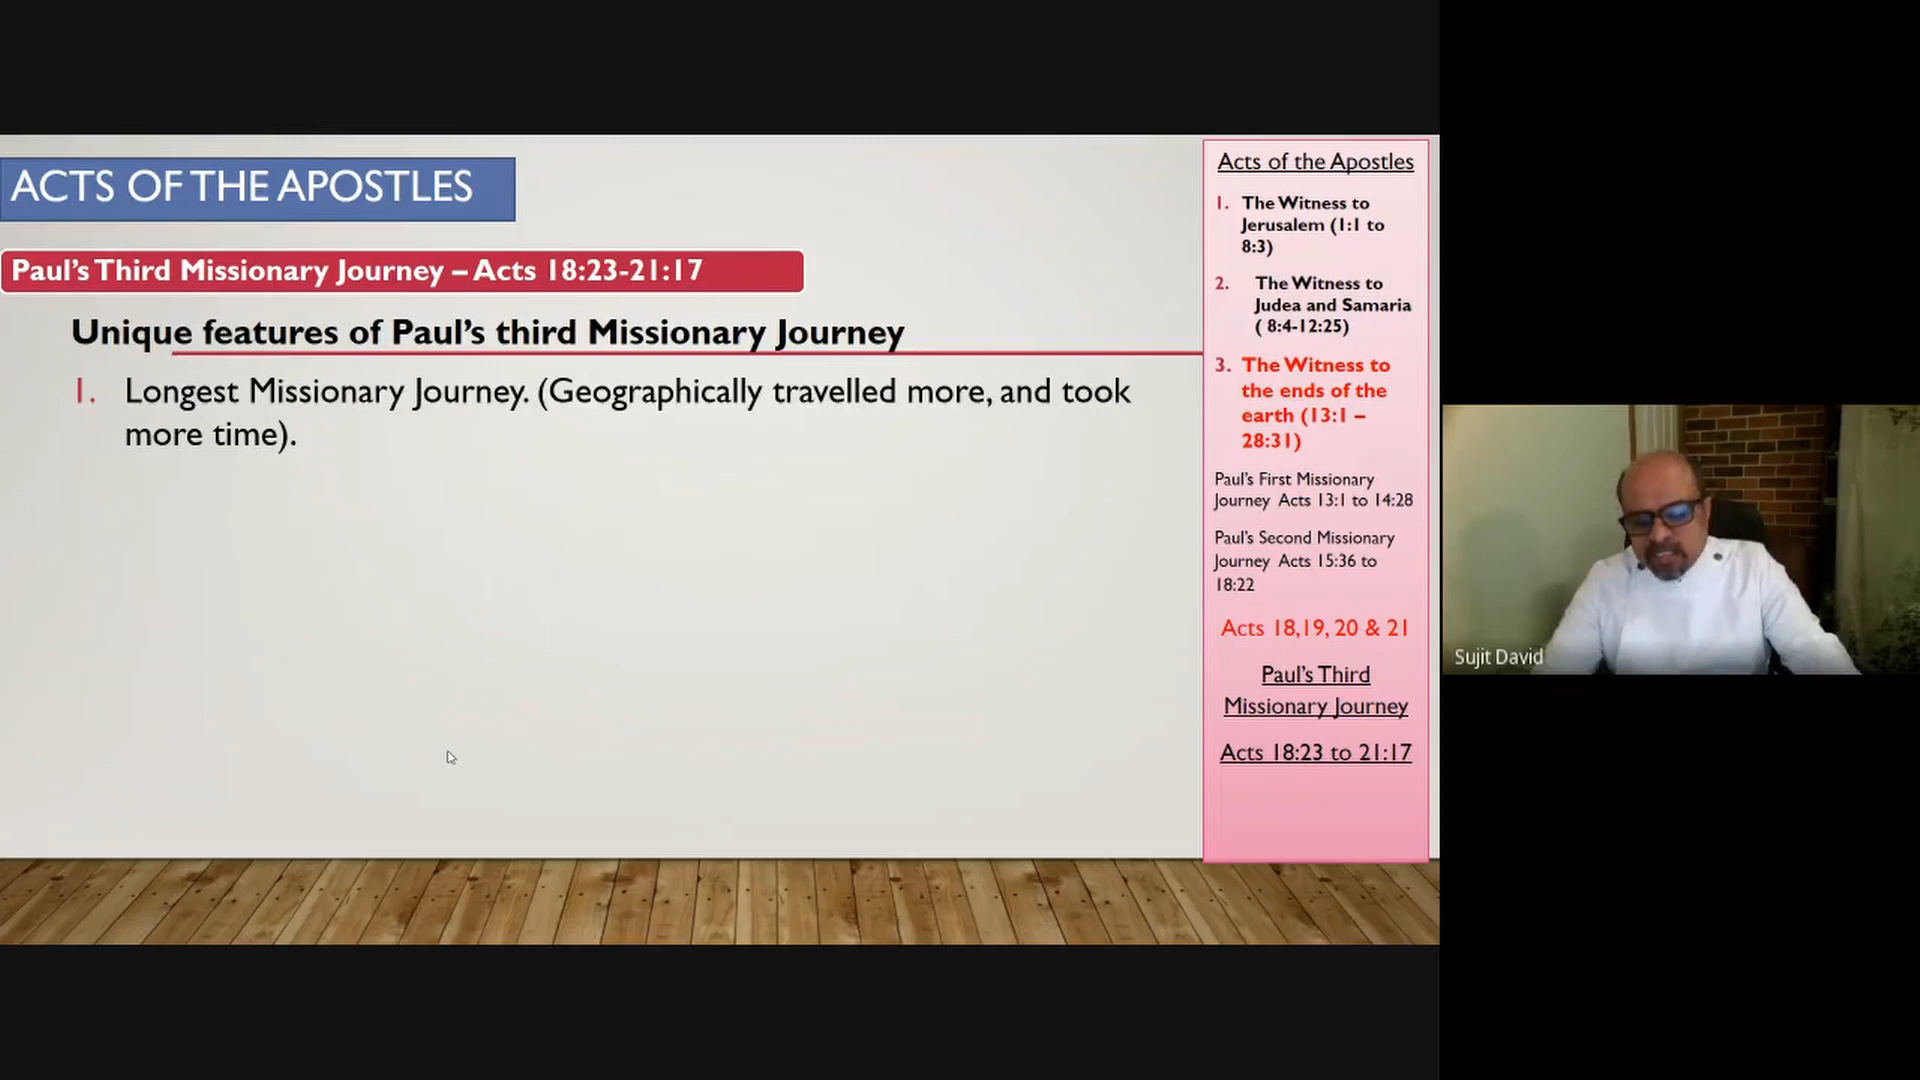 ACTS OF THE APOSTLES
Paul's Third Missionary Journey – Acts 18:23-21:17
Unique features of Paul's third Missionary Journey
1. Longest Missionary Journey. (Geographically travelled more, and took
more time).
Acts of the Apostles
1. The Witness to
Jerusalem (1:1 to
8:3)
2. The Witness to
Judea and Samaria
( 8:4-12:25)
3. The Witness to
the ends of the
earth (13:1 –
28:31)
Paul's First Missionary
Journey Acts 13:1 to 14:28
Paul's Second Missionary
Journey Acts 15:36 to
18:22
Acts 18,19, 20 & 21
Paul's Third
Missionary Journey
Acts 18:23 to 21:17
Sujit David